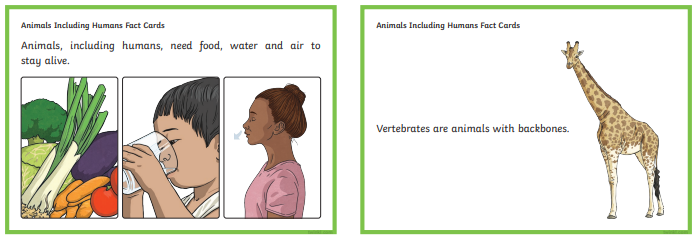 Animals Including Humans Fact Cards
Animals, including humans, need food, water and air to
stay alive.
Animals Including Humans Fact Cards
Vertebrates are animals with backbones.